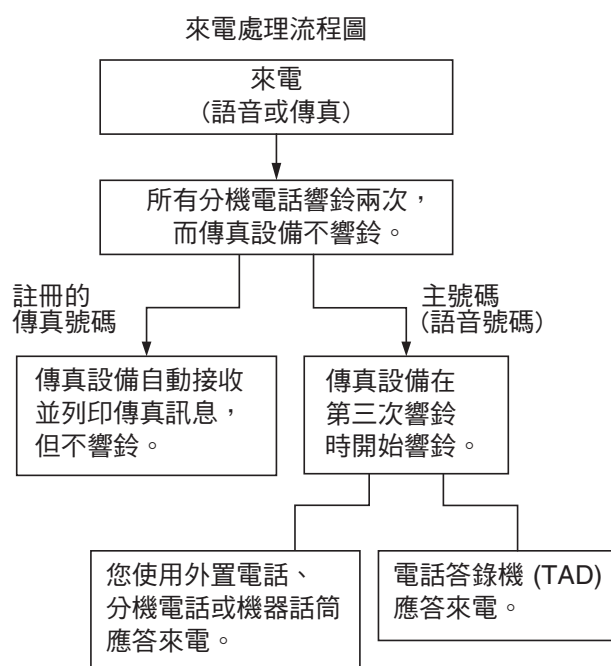 來電處理流程圖
來電
(語音或傳真)
所有分機電話響鈴兩次，
而傳真設備不響鈴。
註冊的
傳真號碼
主號碼
(語音號碼)
傳真設備自動接收
並列印傳真訊息，
但不響鈴。
傳真設備在
第三次響鈴
時開始響鈴。
您使用外置電話、
分機電話或機器話筒
應答來電。
電話答錄機 (TAD)
應答來電。